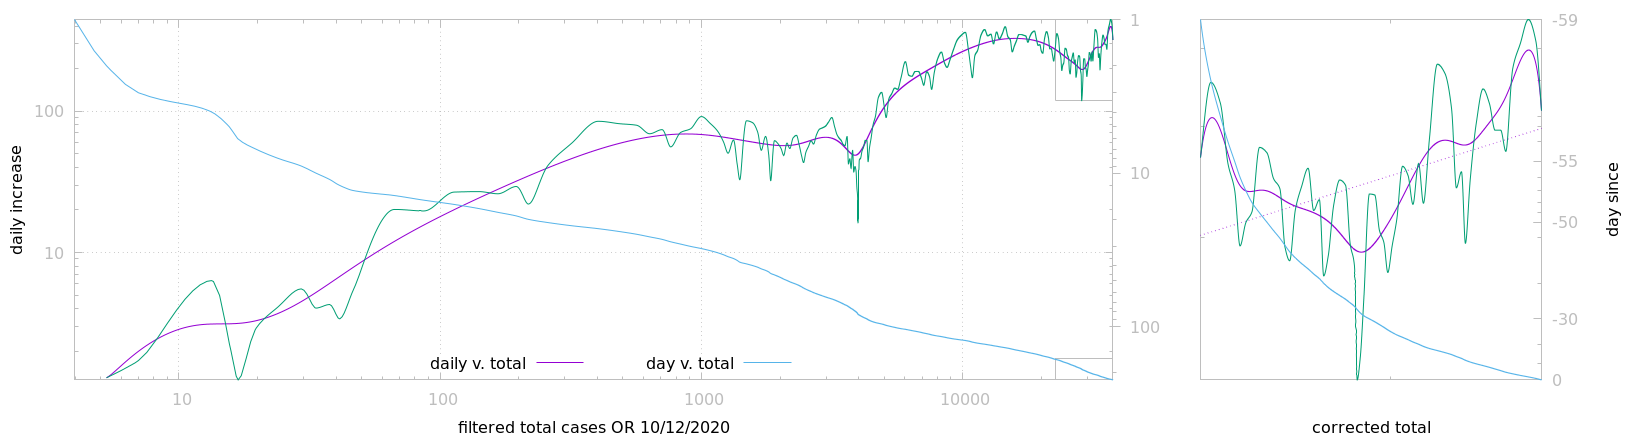 daily increase
100
10
10
100
1000
10000
1
10
100
daily v. total
day v. total
filtered total cases OR 10/12/2020
-59
-55
-50
-30
0
day since
corrected total